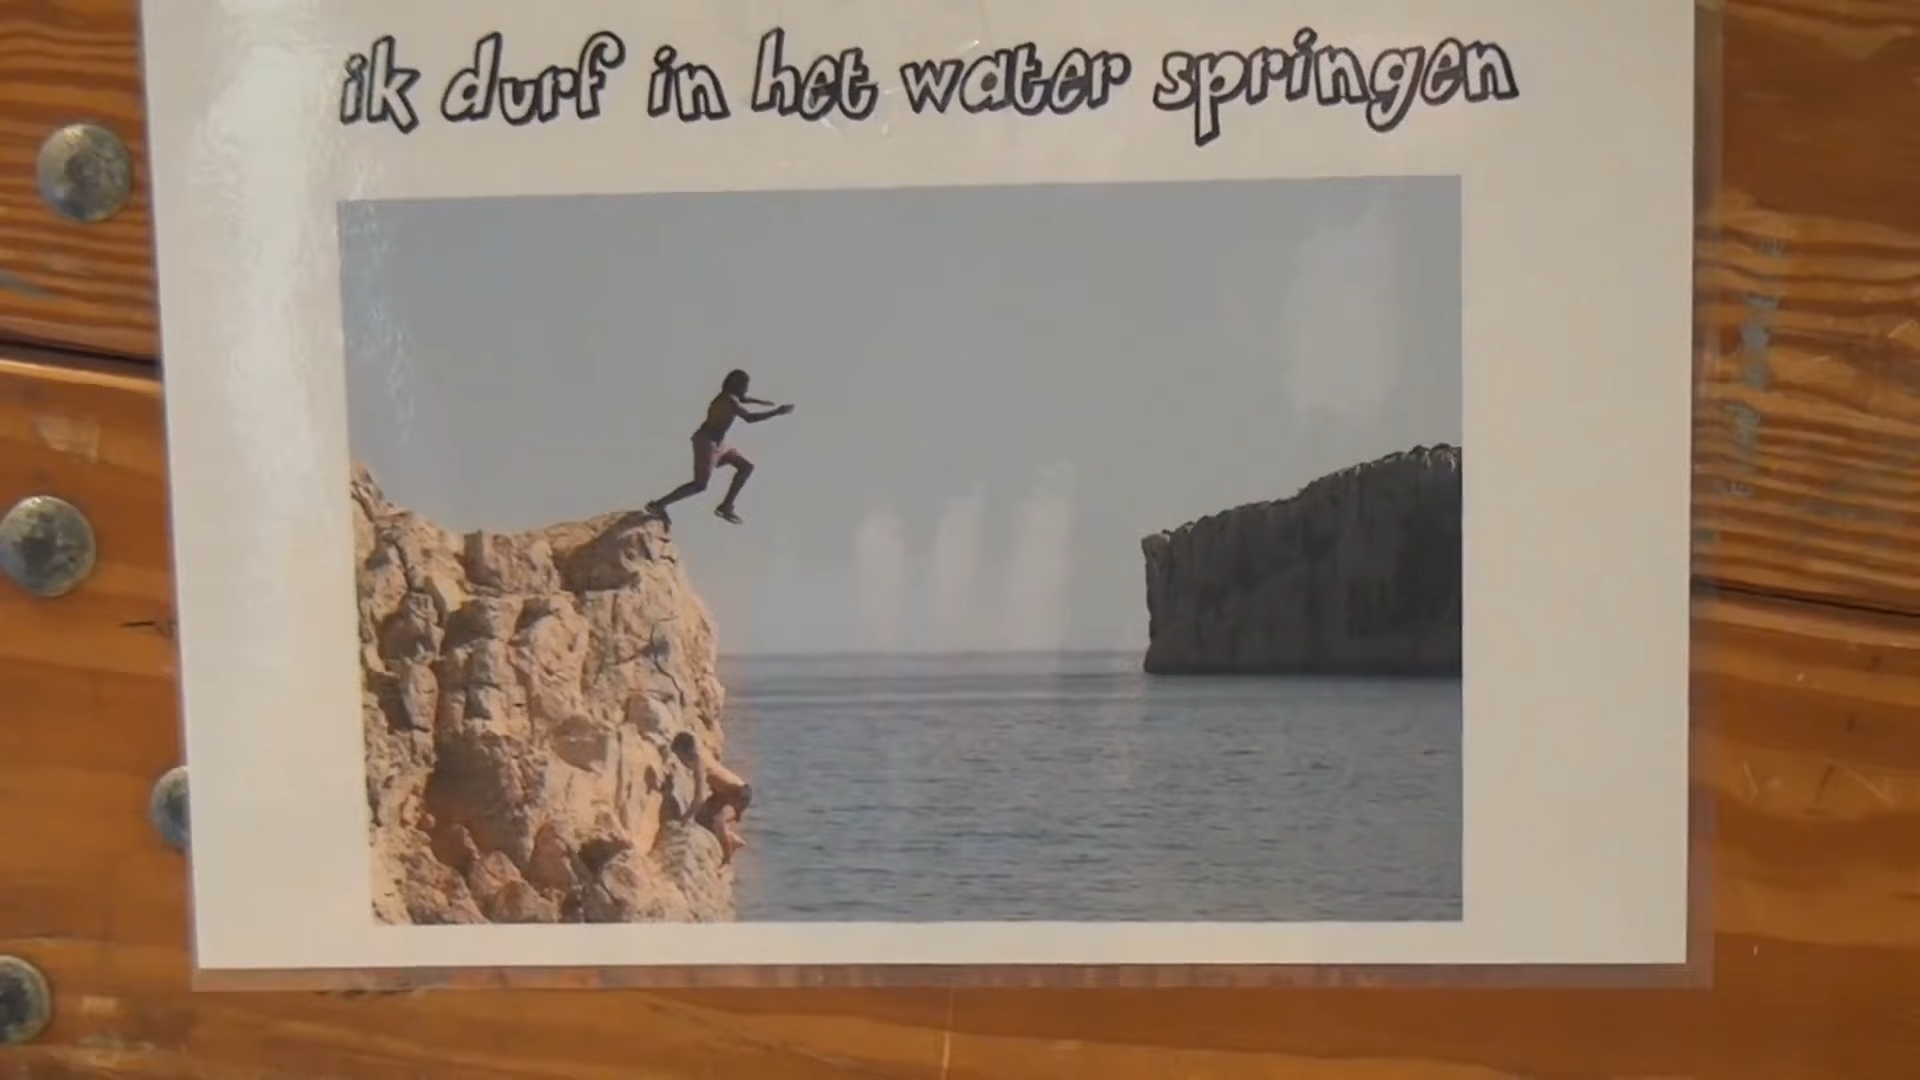 ik durf in het water springen